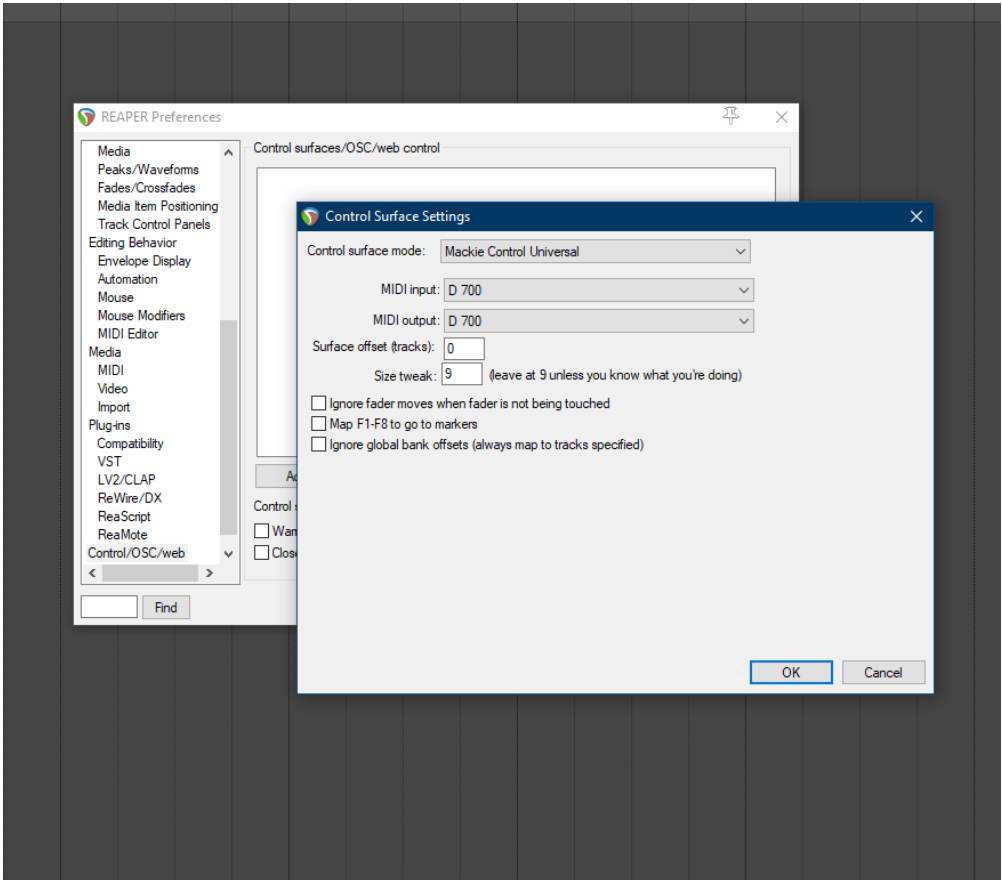 REAPER Preferences
Media
Peaks/Waveforms
Fades/Crossfades
Media Item Positioning
Track Control Panels
Editing Behavior
Envelope Display
Automation
Mouse
Mouse Modifiers
MIDI Editor
Media
MIDI
Video
Import
Plug-ins
Compatibility
VST
LV2/CLAP
ReWire/DX
ReaScript
ReaMote
Control/OSC/web
Find
Control surfaces/OSC/web control
Control
Control Surface Settings
Control surface mode: Mackie Control Universal
MIDI input: D 700
MIDI output: D 700
Surface offset (tracks): 0
Size tweak: 9 (leave at 9 unless you know what you're doing)
Ignore fader moves when fader is not being touched
Map F1-F8 to go to markers
Ignore global bank offsets (always map to tracks specified)
OK Cancel